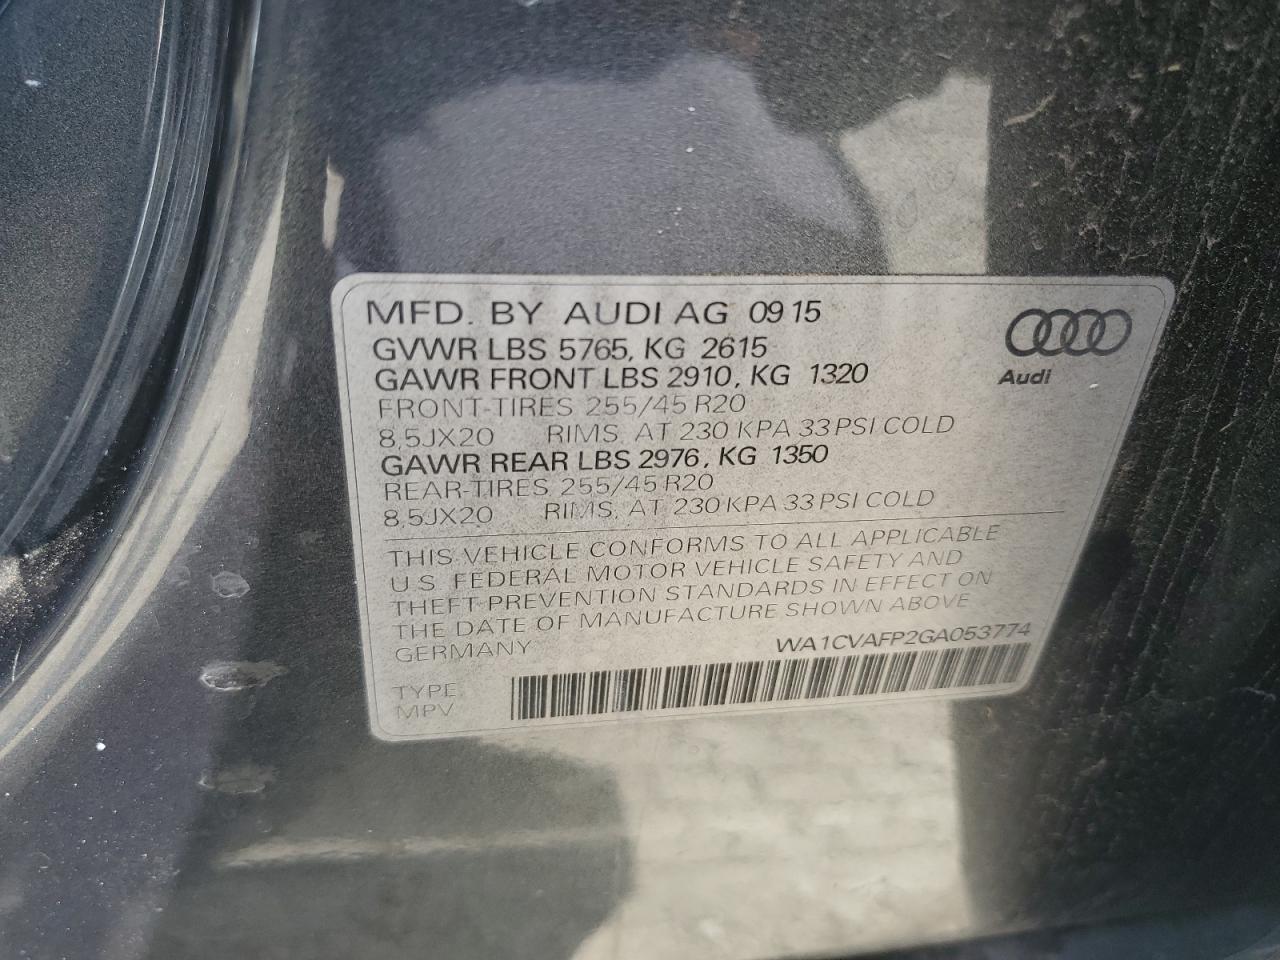 MFD. BY AUDI AG 09 15
GVWR LBS 5765, KG 2615
GAWR FRONT LBS 2910, KG 1320
FRONT-TIRES 255/45 R20
8,5JX20 RIMS, AT 230 KPA 33 PSI COLD
GAWR REAR LBS 2976, KG 1350
REAR-TIRES 255/45 R20
8,5JX20 RIMS, AT 230 KPA 33 PSI COLD
Audi
THIS VEHICLE CONFORMS TO ALL APPLICABLE
U.S. FEDERAL MOTOR VEHICLE SAFETY AND
THEFT-PREVENTION STANDARDS IN EFFECT ON
THE DATE OF MANUFACTURE SHOWN ABOVE
GERMANY
WA1CVAFP2GA053774
TYPE:
MPV